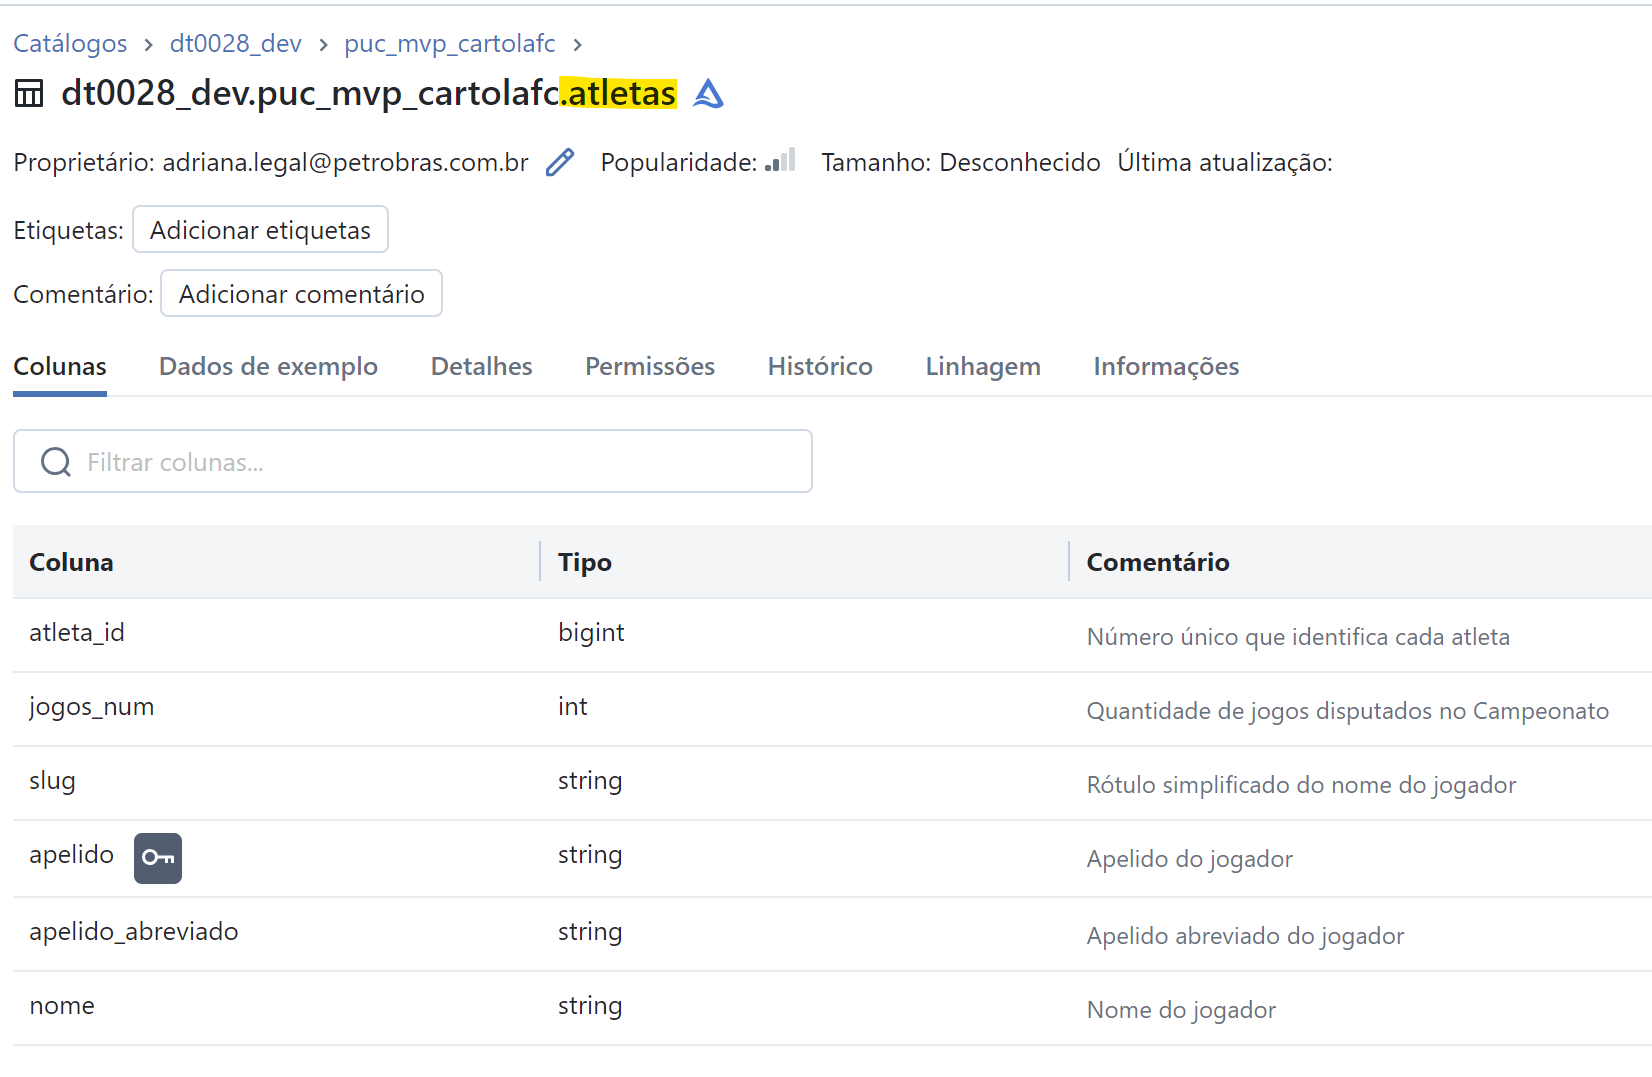 Catálogos > dt0028_dev > puc_mvp_cartolafc >
dt0028_dev.puc_mvp_cartolafc.atletas
Proprietário: adriana.legal@petrobras.com.br Popularidade: Tamanho: Desconhecido Última atualização:
Etiquetas: Adicionar etiquetas
Comentário: Adicionar comentário
Colunas Dados de exemplo Detalhes Permissões Histórico Linhagem Informações
Filtrar colunas...
Coluna Tipo Comentário
atleta_id bigint Número único que identifica cada atleta
jogos_num int Quantidade de jogos disputados no Campeonato
slug string Rótulo simplificado do nome do jogador
apelido string Apelido do jogador
apelido_abreviado string Apelido abreviado do jogador
nome string Nome do jogador